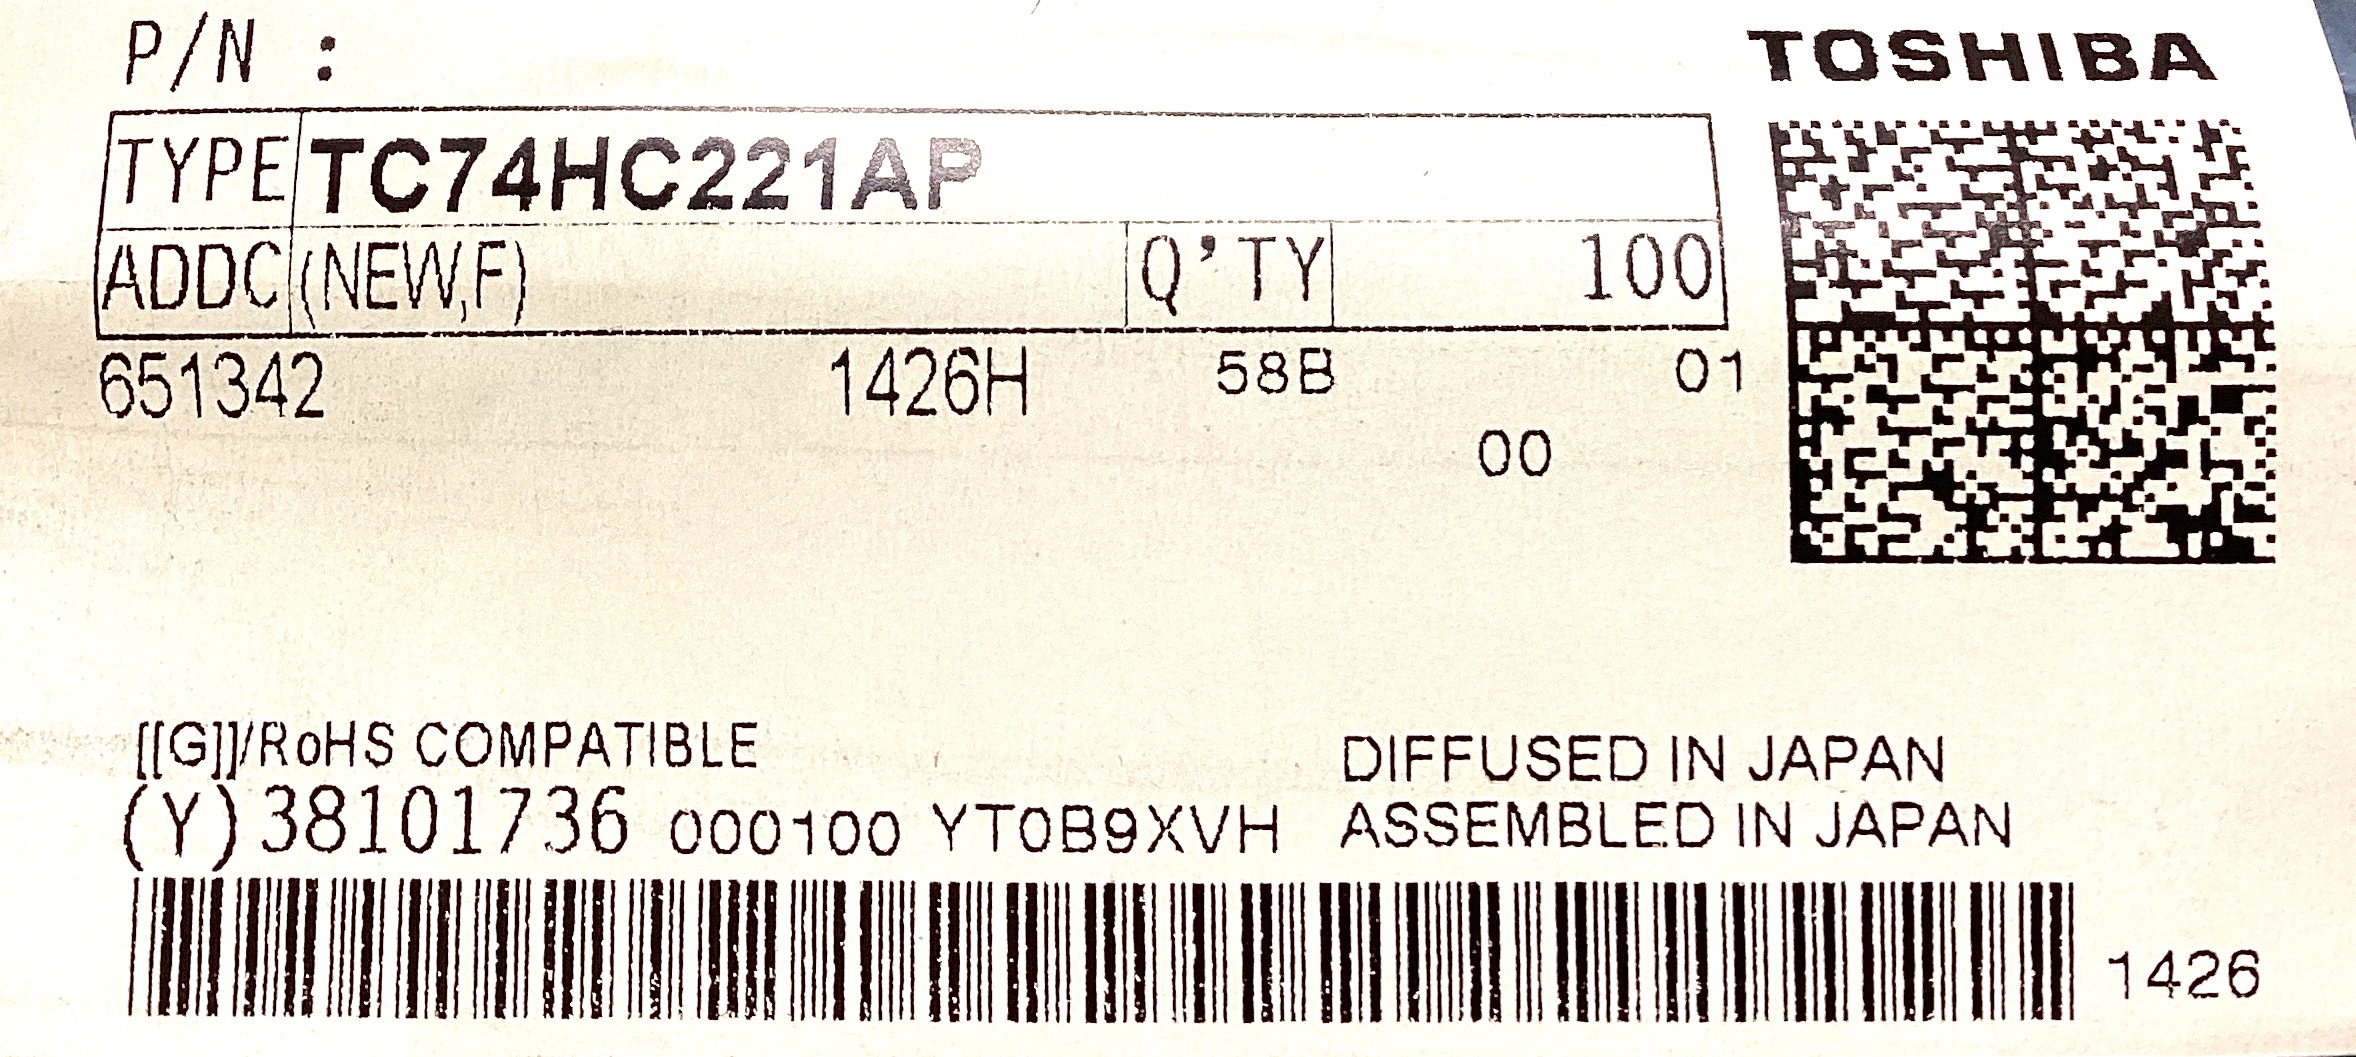 P/N :
TOSHIBA
TYPE TC74HC221AP
ADDC (NEW,F) Q'TY 100
651342 1426H 58B 01
00
[[G]]/RoHS COMPATIBLE
DIFFUSED IN JAPAN
(Y)38101736 000100 YT0B9XVH
ASSEMBLED IN JAPAN
1426